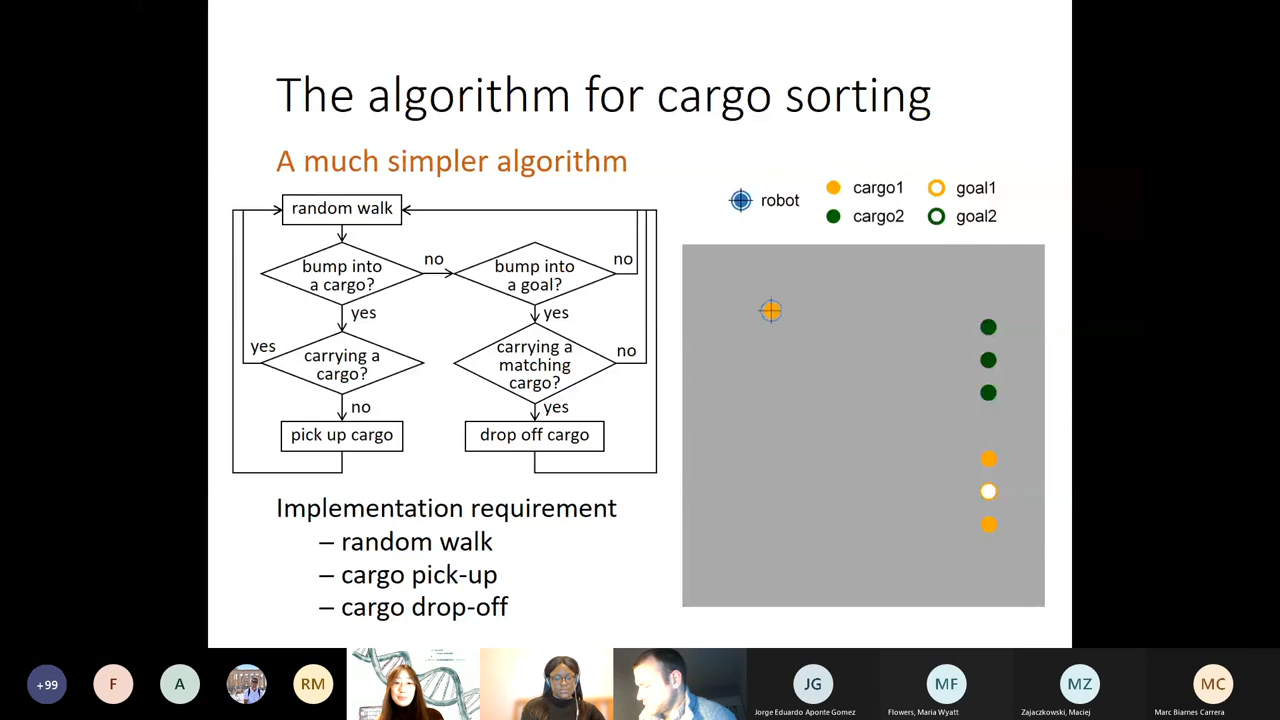 The algorithm for cargo sorting
A much simpler algorithm
random walk
bump into
a cargo?
no
bump into
a goal?
no
yes
yes
yes
carrying a
cargo?
carrying a
matching
cargo?
no
no
yes
pick up cargo
drop off cargo
Implementation requirement
– random walk
– cargo pick-up
– cargo drop-off
robot
cargo1
goal1
cargo2
goal2
+99
F
A
RM
JG
Jorge Eduardo Aponte Gomez
MF
Flowers, Maria Wyatt
MZ
Zajaczkowski, Maciej
MC
Marc Biarnes Carrera